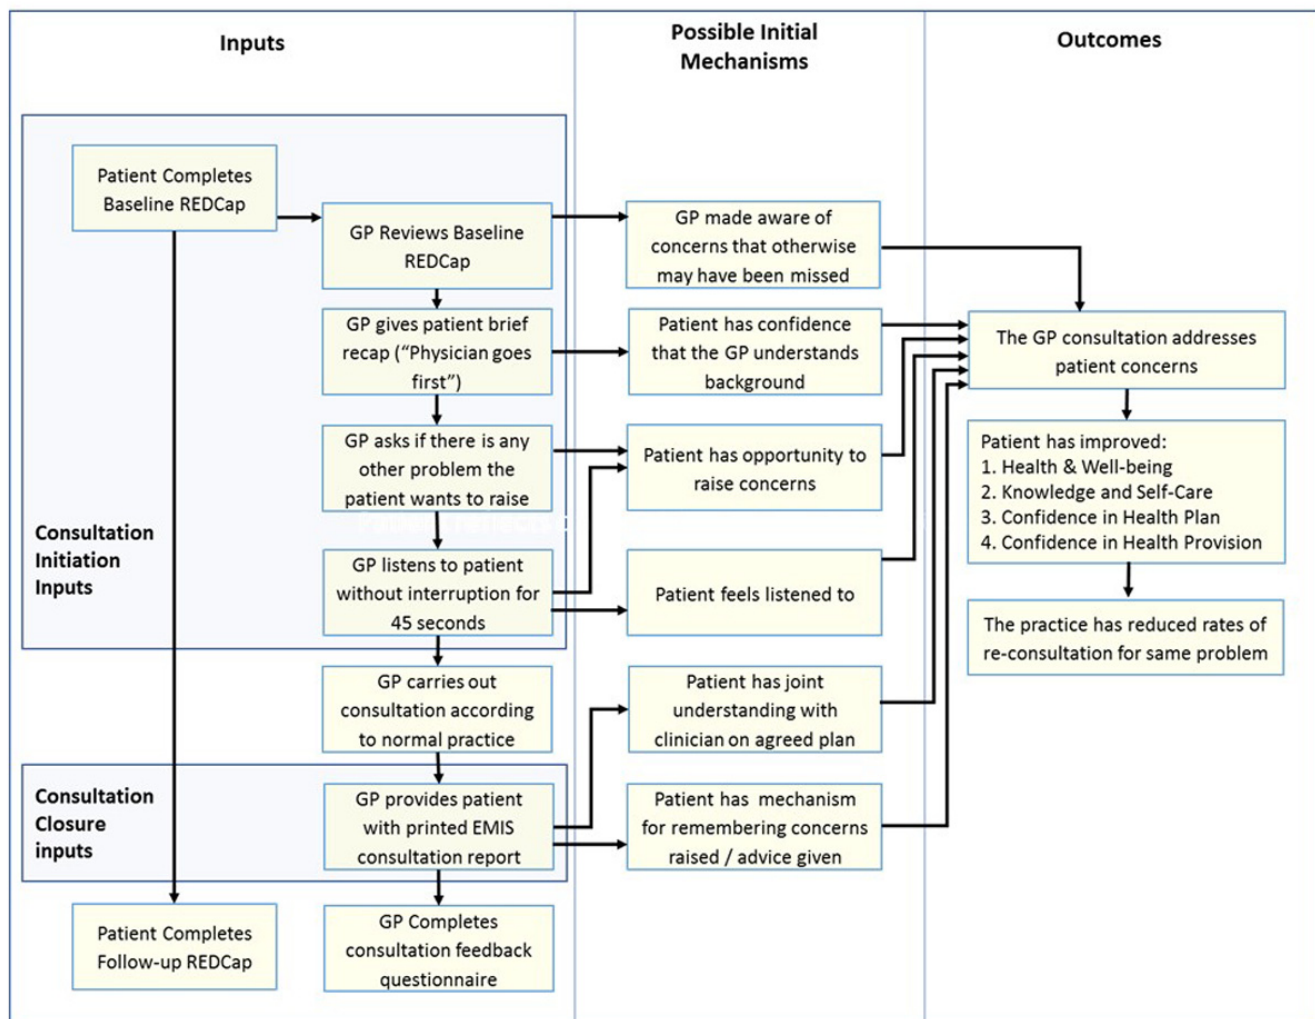 Inputs
Possible Initial
Mechanisms
Outcomes
Patient Completes
Baseline REDCap
GP Reviews Baseline
REDCap
GP gives patient brief
recap (“Physician goes
first”)
GP asks if there is any
other problem the
patient wants to raise
Consultation
Initiation
Inputs
GP listens to patient
without interruption for
45 seconds
GP carries out
consultation according
to normal practice
Consultation
Closure
inputs
GP provides patient
with printed EMIS
consultation report
Patient Completes
Follow-up REDCap
GP Completes
consultation feedback
questionnaire
GP made aware of
concerns that otherwise
may have been missed
Patient has confidence
that the GP understands
background
Patient has opportunity to
raise concerns
Patient feels listened to
Patient has joint
understanding with
clinician on agreed plan
Patient has mechanism
for remembering concerns
raised / advice given
The GP consultation addresses
patient concerns
Patient has improved:
1. Health & Well-being
2. Knowledge and Self-Care
3. Confidence in Health Plan
4. Confidence in Health Provision
The practice has reduced rates of
re-consultation for same problem